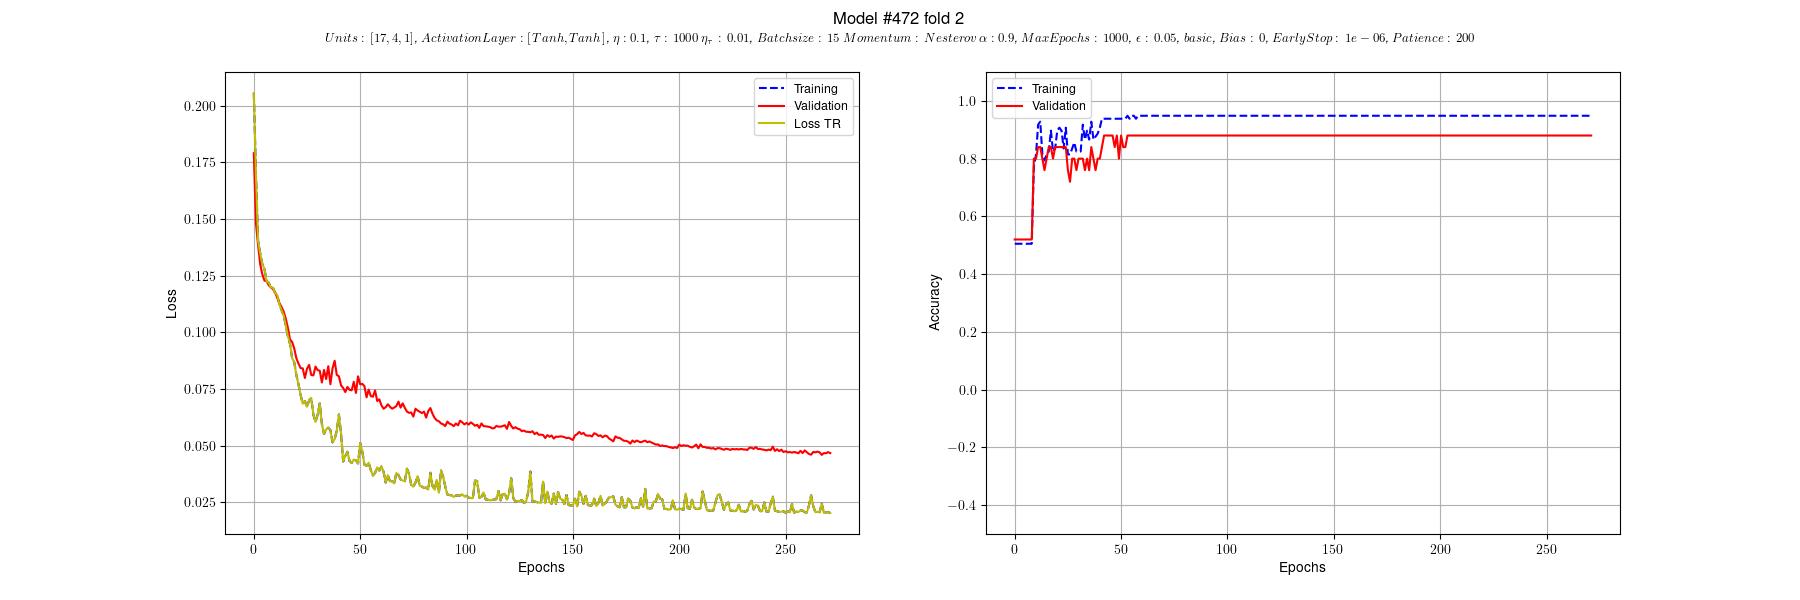 Model #472 fold 2
Units : [17, 4, 1], ActivationLayer : [Tanh, Tanh], η : 0.1, τ : 1000 ητ : 0.01, Batchsize : 15 Momentum : Nesterov α : 0.9, MaxEpochs : 1000, ϵ : 0.05, basic, Bias : 0, EarlyStop : 1e − 06, Patience : 200
Training
Validation
Loss TR
0.200
0.175
0.150
0.125
0.100
0.075
0.050
0.025
Loss
0 50 100 150 200 250
Epochs
Training
Validation
1.0
0.8
0.6
0.4
0.2
0.0
−0.2
−0.4
Accuracy
0 50 100 150 200 250
Epochs